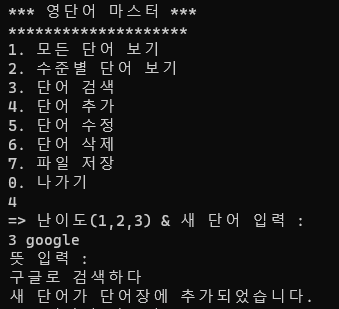 *** 영단어 마스터 ***
********************
1. 모든 단어 보기
2. 수준별 단어 보기
3. 단어 검색
4. 단어 추가
5. 단어 수정
6. 단어 삭제
7. 파일 저장
0. 나가기
4
=> 난이도(1,2,3) & 새 단어 입력 :
3 google
뜻 입력 :
구글로 검색하다
새 단어가 단어장에 추가되었습니다.